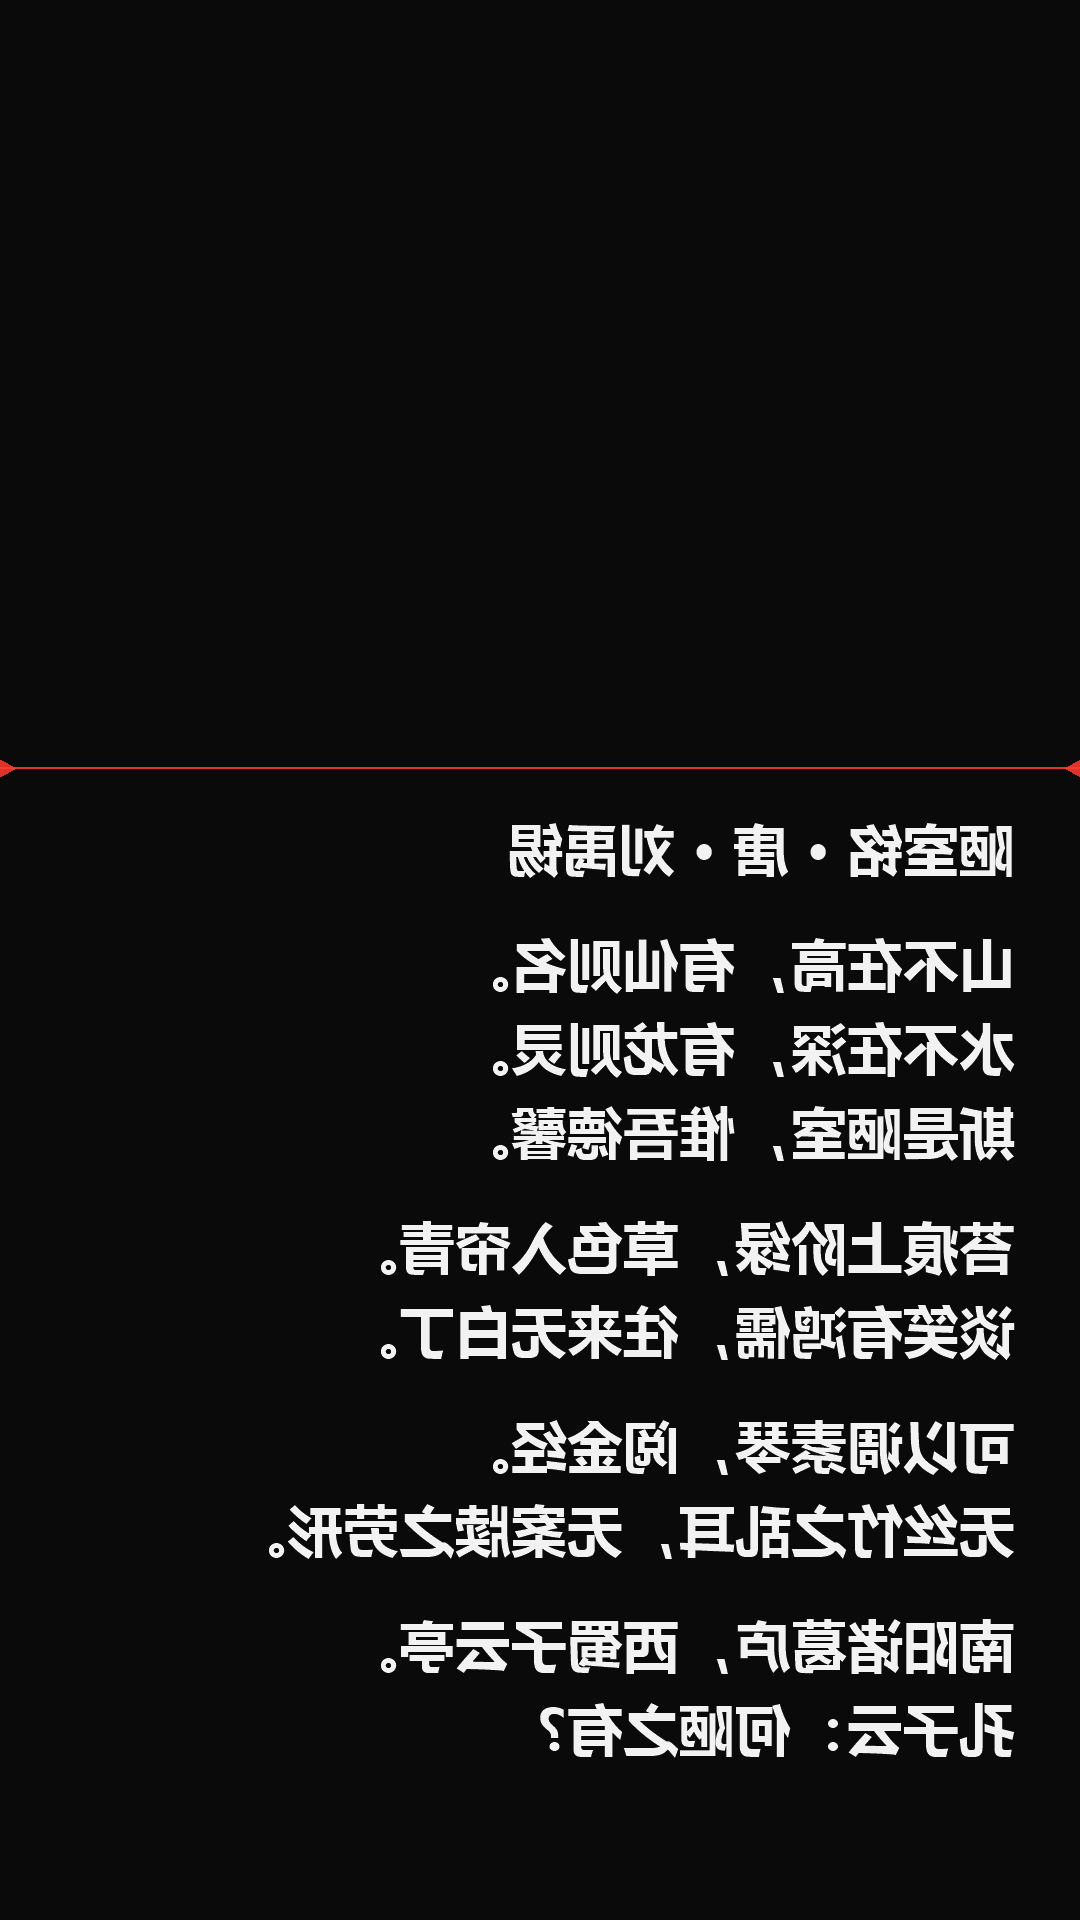 陋室铭·唐·刘禹锡
山不在高，有仙则名。
水不在深，有龙则灵。
斯是陋室，惟吾德馨。
苔痕上阶绿，草色入帘青。
谈笑有鸿儒，往来无白丁。
可以调素琴，阅金经。
无丝竹之乱耳，无案牍之劳形。
南阳诸葛庐，西蜀子云亭。
孔子云：何陋之有？